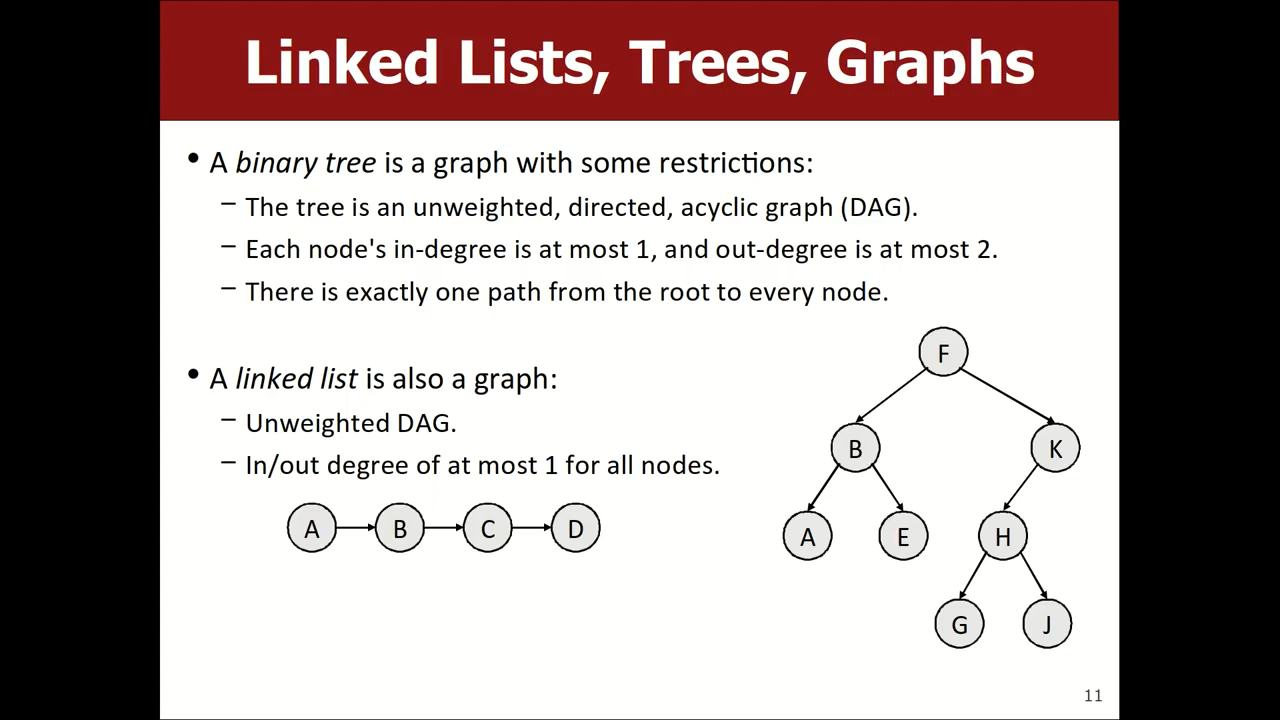 Linked Lists, Trees, Graphs
• A binary tree is a graph with some restrictions:
– The tree is an unweighted, directed, acyclic graph (DAG).
– Each node's in-degree is at most 1, and out-degree is at most 2.
– There is exactly one path from the root to every node.
• A linked list is also a graph:
– Unweighted DAG.
– In/out degree of at most 1 for all nodes.
A B C D
F
B K
A E H
G J
11